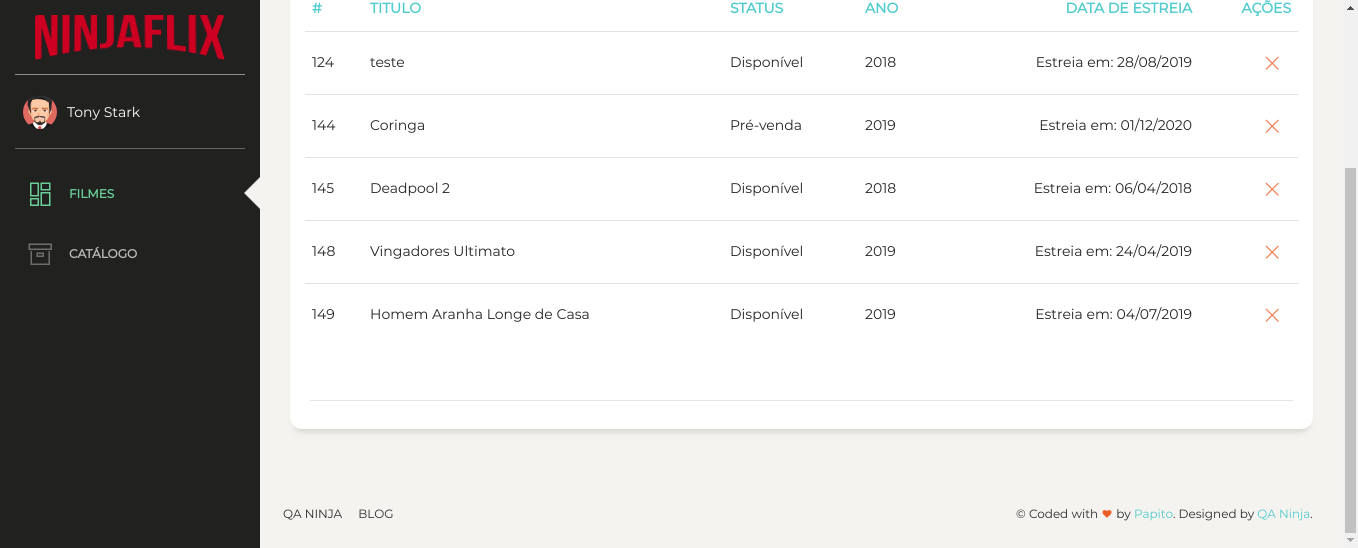 NINJAFLIX
Tony Stark
FILMES
CATÁLOGO
# TITULO STATUS ANO DATA DE ESTREIA AÇÕES
124 teste Disponível 2018 Estreia em: 28/08/2019
144 Coringa Pré-venda 2019 Estreia em: 01/12/2020
145 Deadpool 2 Disponível 2018 Estreia em: 06/04/2018
148 Vingadores Ultimato Disponível 2019 Estreia em: 24/04/2019
149 Homem Aranha Longe de Casa Disponível 2019 Estreia em: 04/07/2019
QA NINJA BLOG © Coded with ♥ by Papito. Designed by QA Ninja.